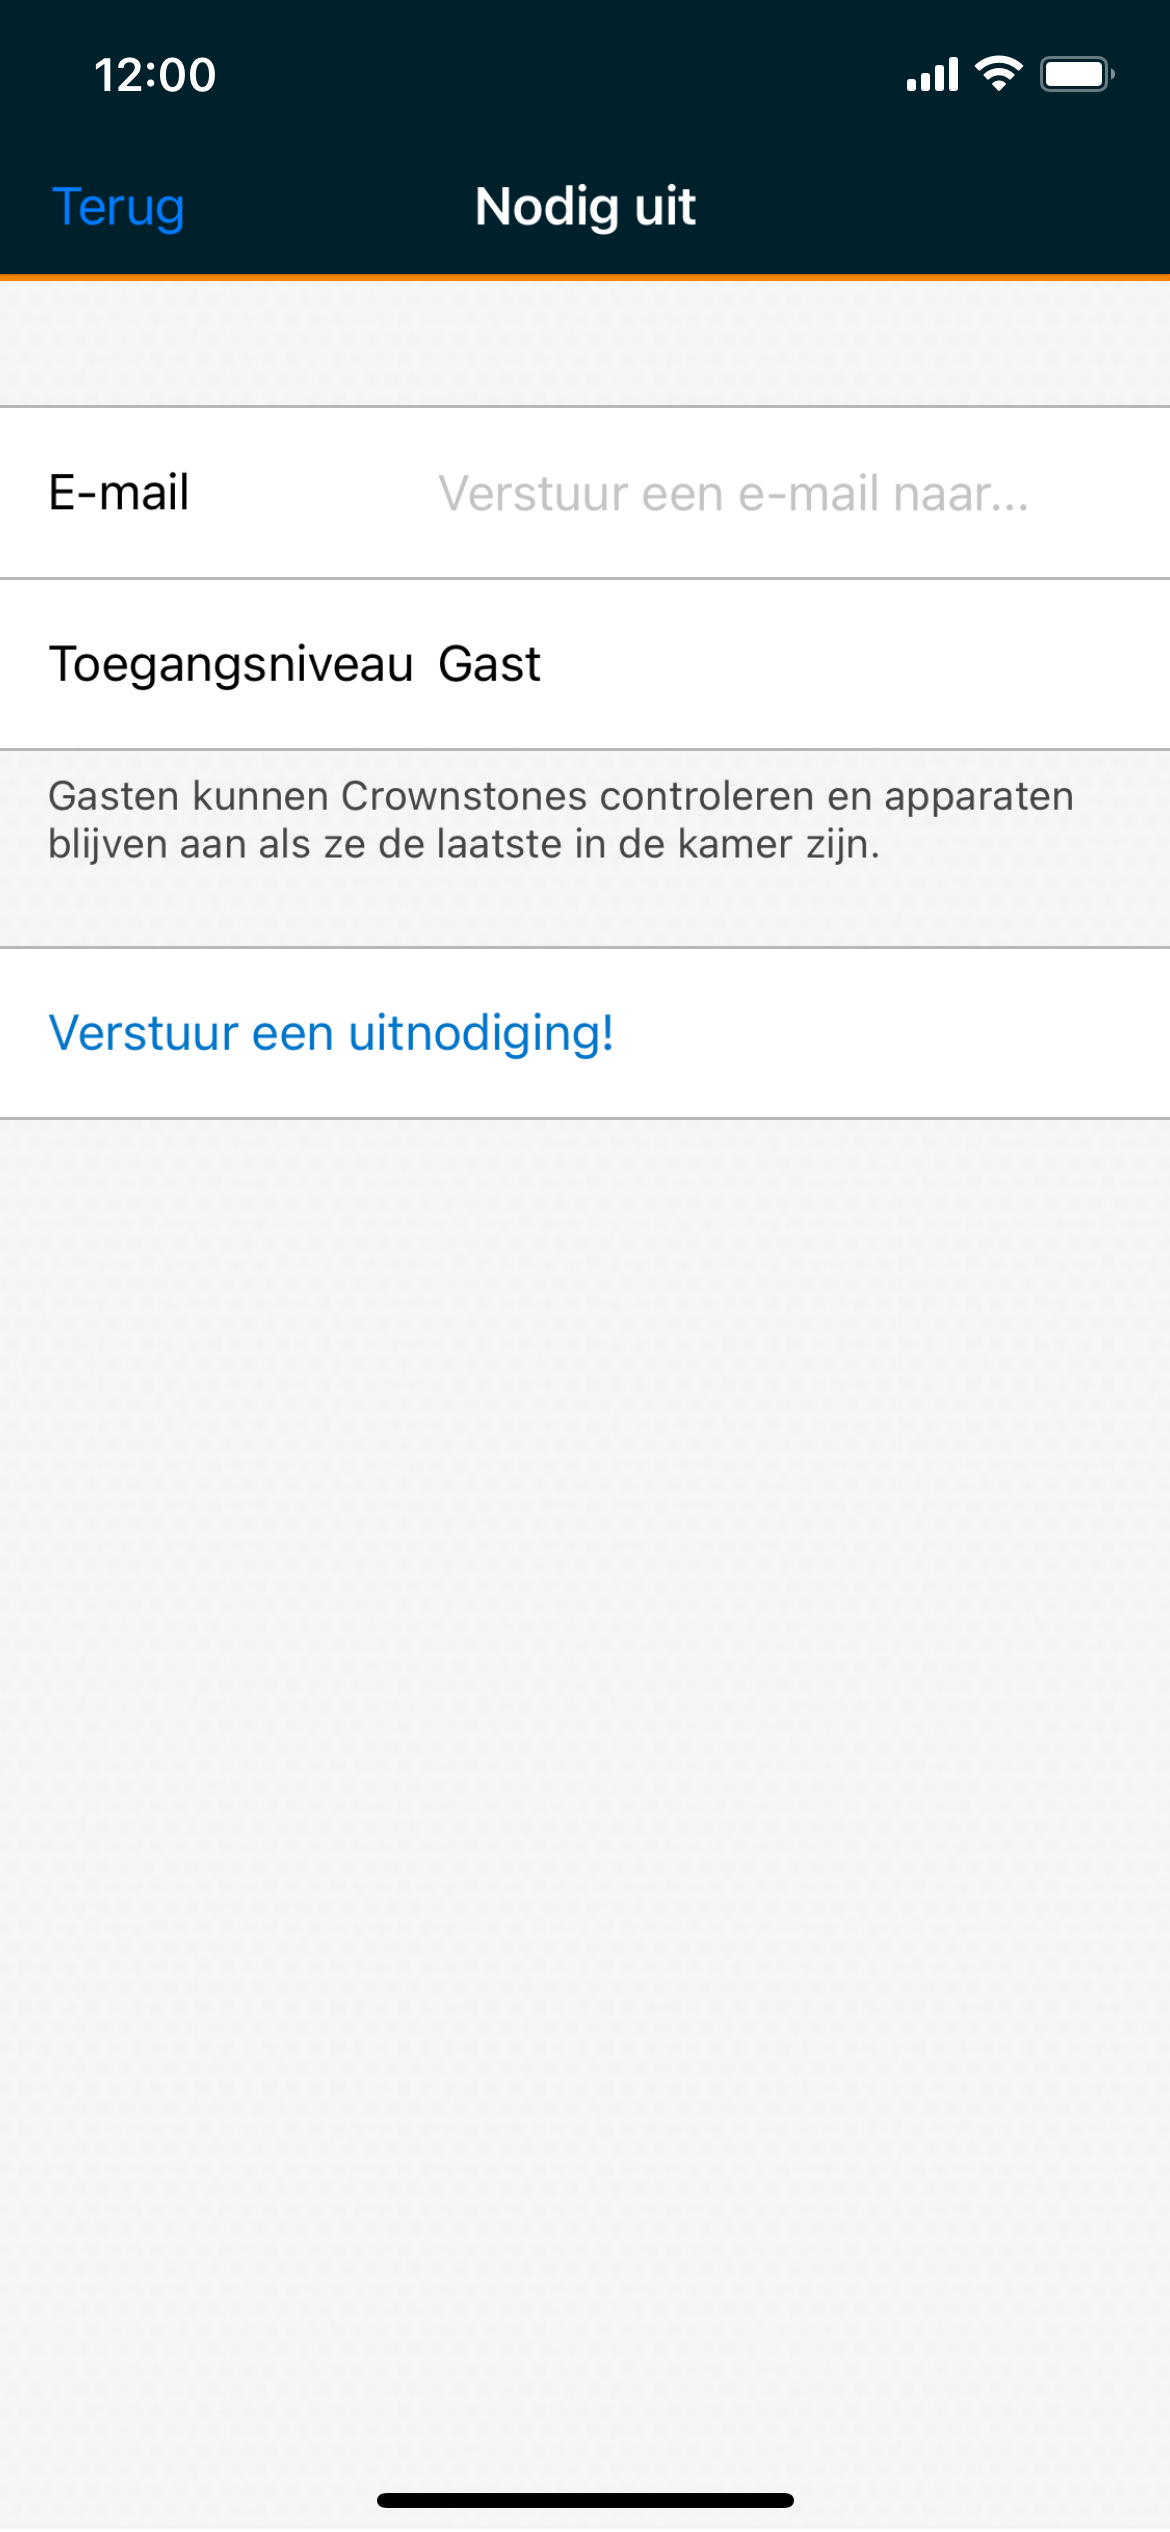 12:00
Terug
Nodig uit
E-mail
Verstuur een e-mail naar...
Toegangsniveau
Gast
Gasten kunnen Crownstones controleren en apparaten
blijven aan als ze de laatste in de kamer zijn.
Verstuur een uitnodiging!